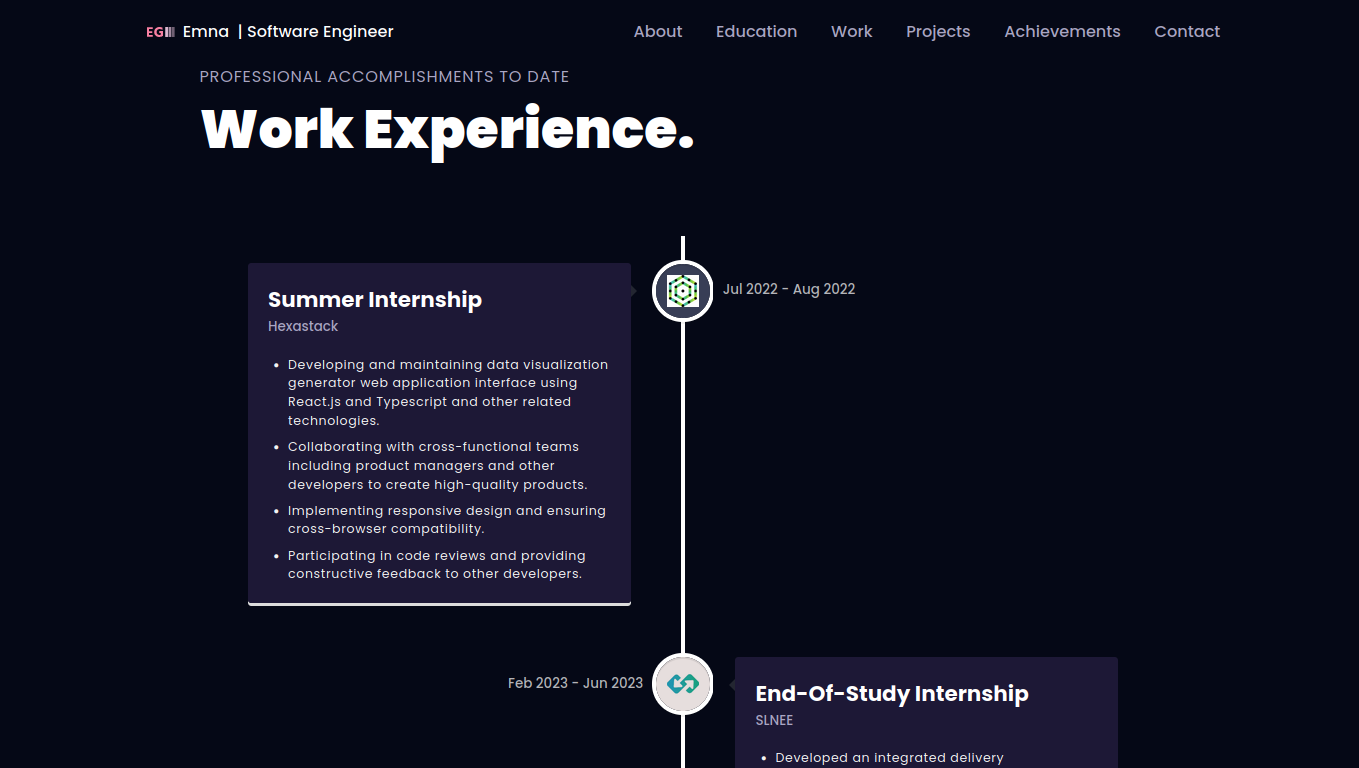 EG Emna | Software Engineer About Education Work Projects Achievements Contact
PROFESSIONAL ACCOMPLISHMENTS TO DATE
Work Experience.
Jul 2022 - Aug 2022
Summer Internship
Hexastack
• Developing and maintaining data visualization
generator web application interface using
React.js and Typescript and other related
technologies.
• Collaborating with cross-functional teams
including product managers and other
developers to create high-quality products.
• Implementing responsive design and ensuring
cross-browser compatibility.
• Participating in code reviews and providing
constructive feedback to other developers.
Feb 2023 - Jun 2023
End-Of-Study Internship
SLNEE
• Developed an integrated delivery